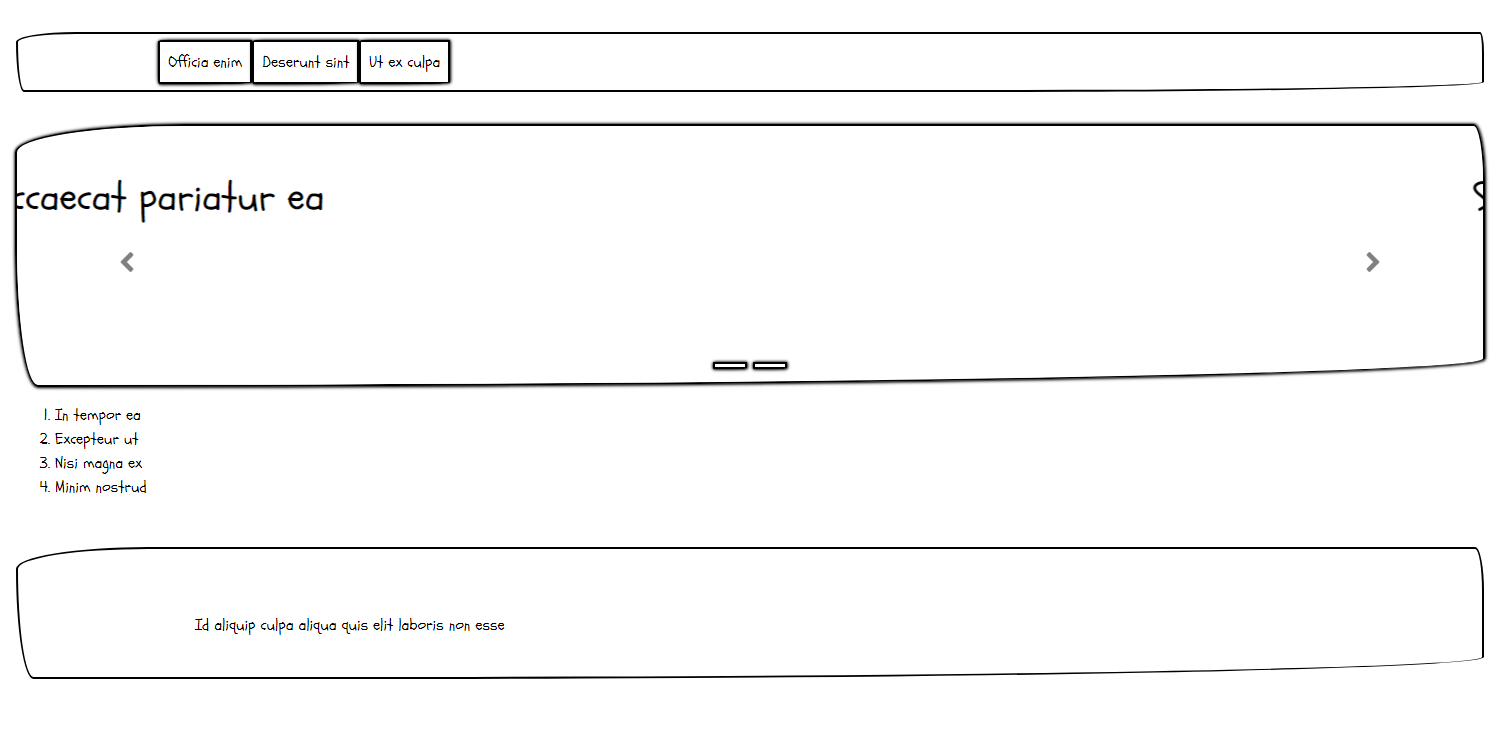 Officia enim Deserunt sint Ut ex culpa
pariatur ea
1. In tempor ea
2. Excepteur ut
3. Nisi magna ex
4. Minim nostrud
Id aliquip culpa aliqua quis elit laboris non esse